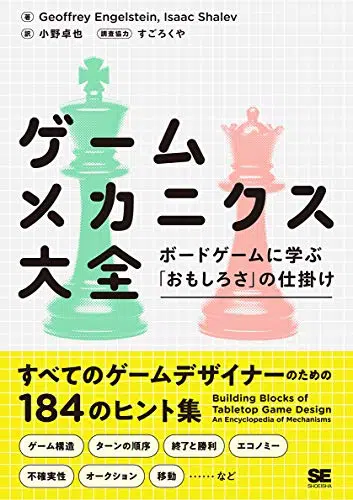 著 Geoffrey Engelstein, Isaac Shalev
訳 小野卓也 調査協力 すごろくや
ゲーム
メカニクス
大全
ボードゲームに学ぶ
「おもしろさ」の仕掛け
すべてのゲームデザイナーのための
184のヒント集
Building Blocks of
Tabletop Game Design
An Encyclopedia of Mechanisms
ゲーム構造 ターンの順序 終了と勝利 エコノミー
不確実性 オークション 移動 ……など
SE
SHOEISHA